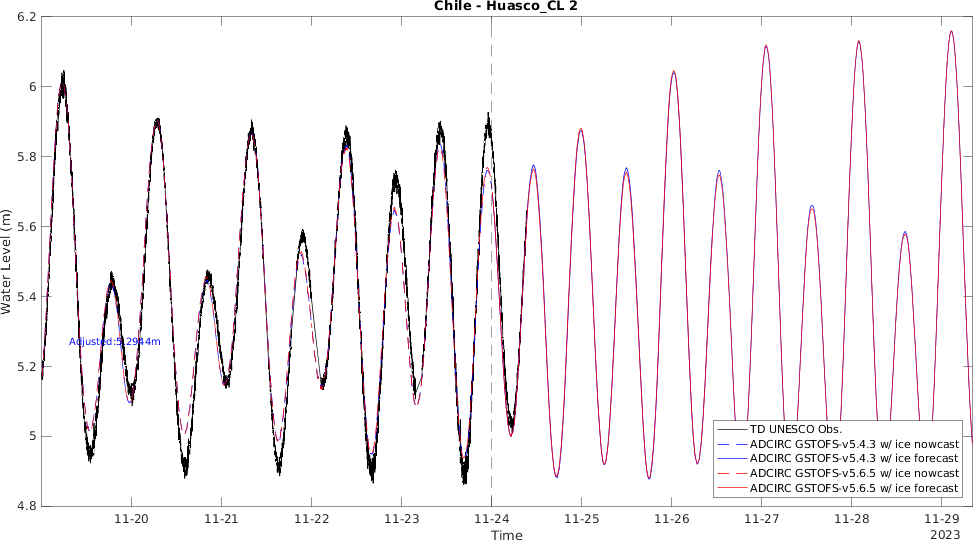 Chile - Huasco_CL 2
6.2
6
5.8
5.6
5.4
5.2
5
4.8
Water Level (m)
Adjusted:5.2944m
TD UNESCO Obs.
ADCIRC GSTOFS-v5.4.3 w/ ice nowcast
ADCIRC GSTOFS-v5.4.3 w/ ice forecast
ADCIRC GSTOFS-v5.6.5 w/ ice nowcast
ADCIRC GSTOFS-v5.6.5 w/ ice forecast
11-20 11-21 11-22 11-23 11-24 11-25 11-26 11-27 11-28 11-29
2023
Time